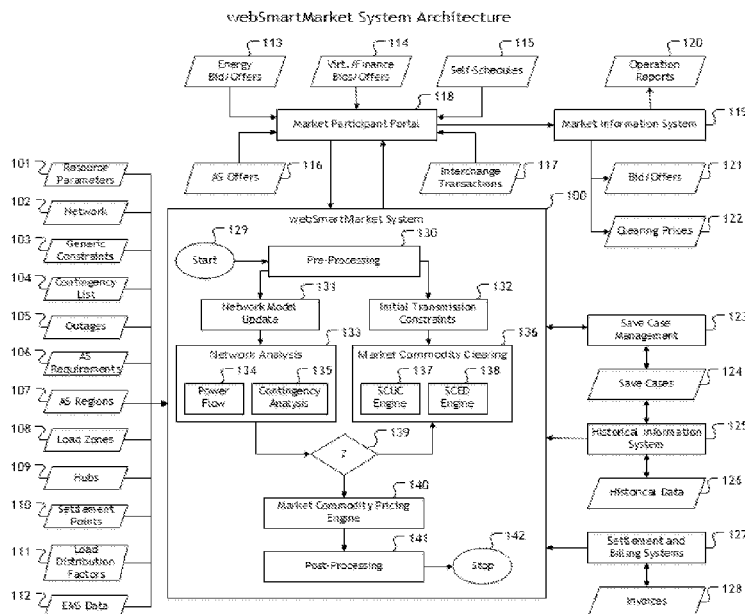 webSmartMarket System Architecture
113
Energy
Bid/Offers
114
Virt./Finance
Bids/Offers
115
Self-Schedules
120
Operation
Reports
118
Market Participant Portal
119
Market Information System
AS Offers
116
Interchange
Transactions
117
Bid/Offers
121
Clearing Prices
122
101
Resource
Parameters
102
Network
103
Generic
Constraints
104
Contingency
List
105
Outages
106
AS
Requirements
107
AS Regions
108
Load Zones
109
Hubs
110
Settlement
Points
111
Load
Distribution
Factors
112
EMS Data
100
webSmartMarket System
129
Start
130
Pre-Processing
131
Network Model
Update
132
Initial Transmission
Constraints
133
Network Analysis
134
Power
Flow
135
Contingency
Analysis
136
Market Commodity Clearing
137
SCUC
Engine
138
SCED
Engine
139
?
140
Market Commodity Pricing
Engine
141
Post-Processing
142
Stop
123
Save Case
Management
124
Save Cases
125
Historical Information
System
126
Historical Data
127
Settlement and
Billing Systems
128
Invoices